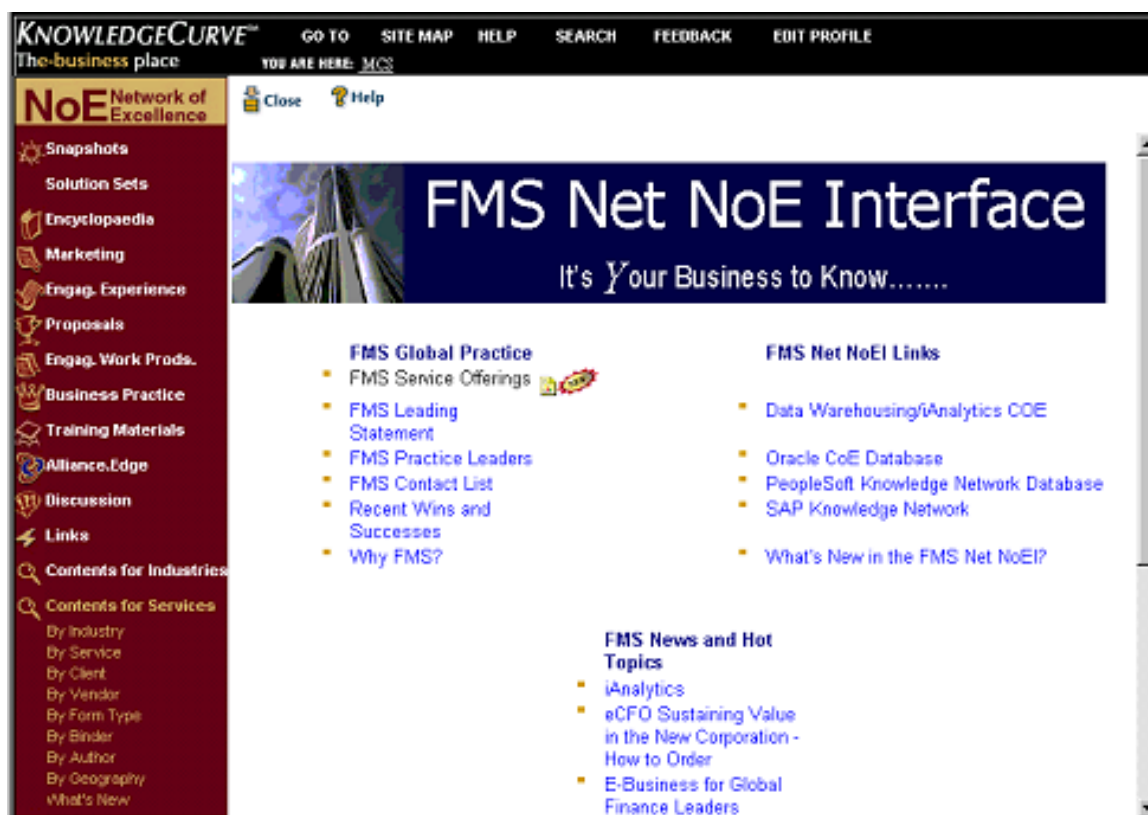 KNOWLEDGECURVE℠ GO TO SITE MAP HELP SEARCH FEEDBACK EDIT PROFILE
The-business place YOU ARE HERE: MCS
NoE Network of Excellence
Close Help
Snapshots
Solution Sets
Encyclopaedia
Marketing
Engag. Experience
Proposals
Engag. Work Prods.
Business Practice
Training Materials
Alliance.Edge
Discussion
Links
Contents for Industries
Contents for Services
By Industry
By Service
By Client
By Vendor
By Form Type
By Binder
By Author
By Geography
What's New
FMS Net NoE Interface
It's Your Business to Know.......
FMS Global Practice
FMS Service Offerings
FMS Leading
Statement
FMS Practice Leaders
FMS Contact List
Recent Wins and
Successes
Why FMS?
FMS Net NoEI Links
Data Warehousing/iAnalytics COE
Oracle CoE Database
PeopleSoft Knowledge Network Database
SAP Knowledge Network
What's New in the FMS Net NoEI?
FMS News and Hot
Topics
iAnalytics
eCFO Sustaining Value
in the New Corporation -
How to Order
E-Business for Global
Finance Leaders